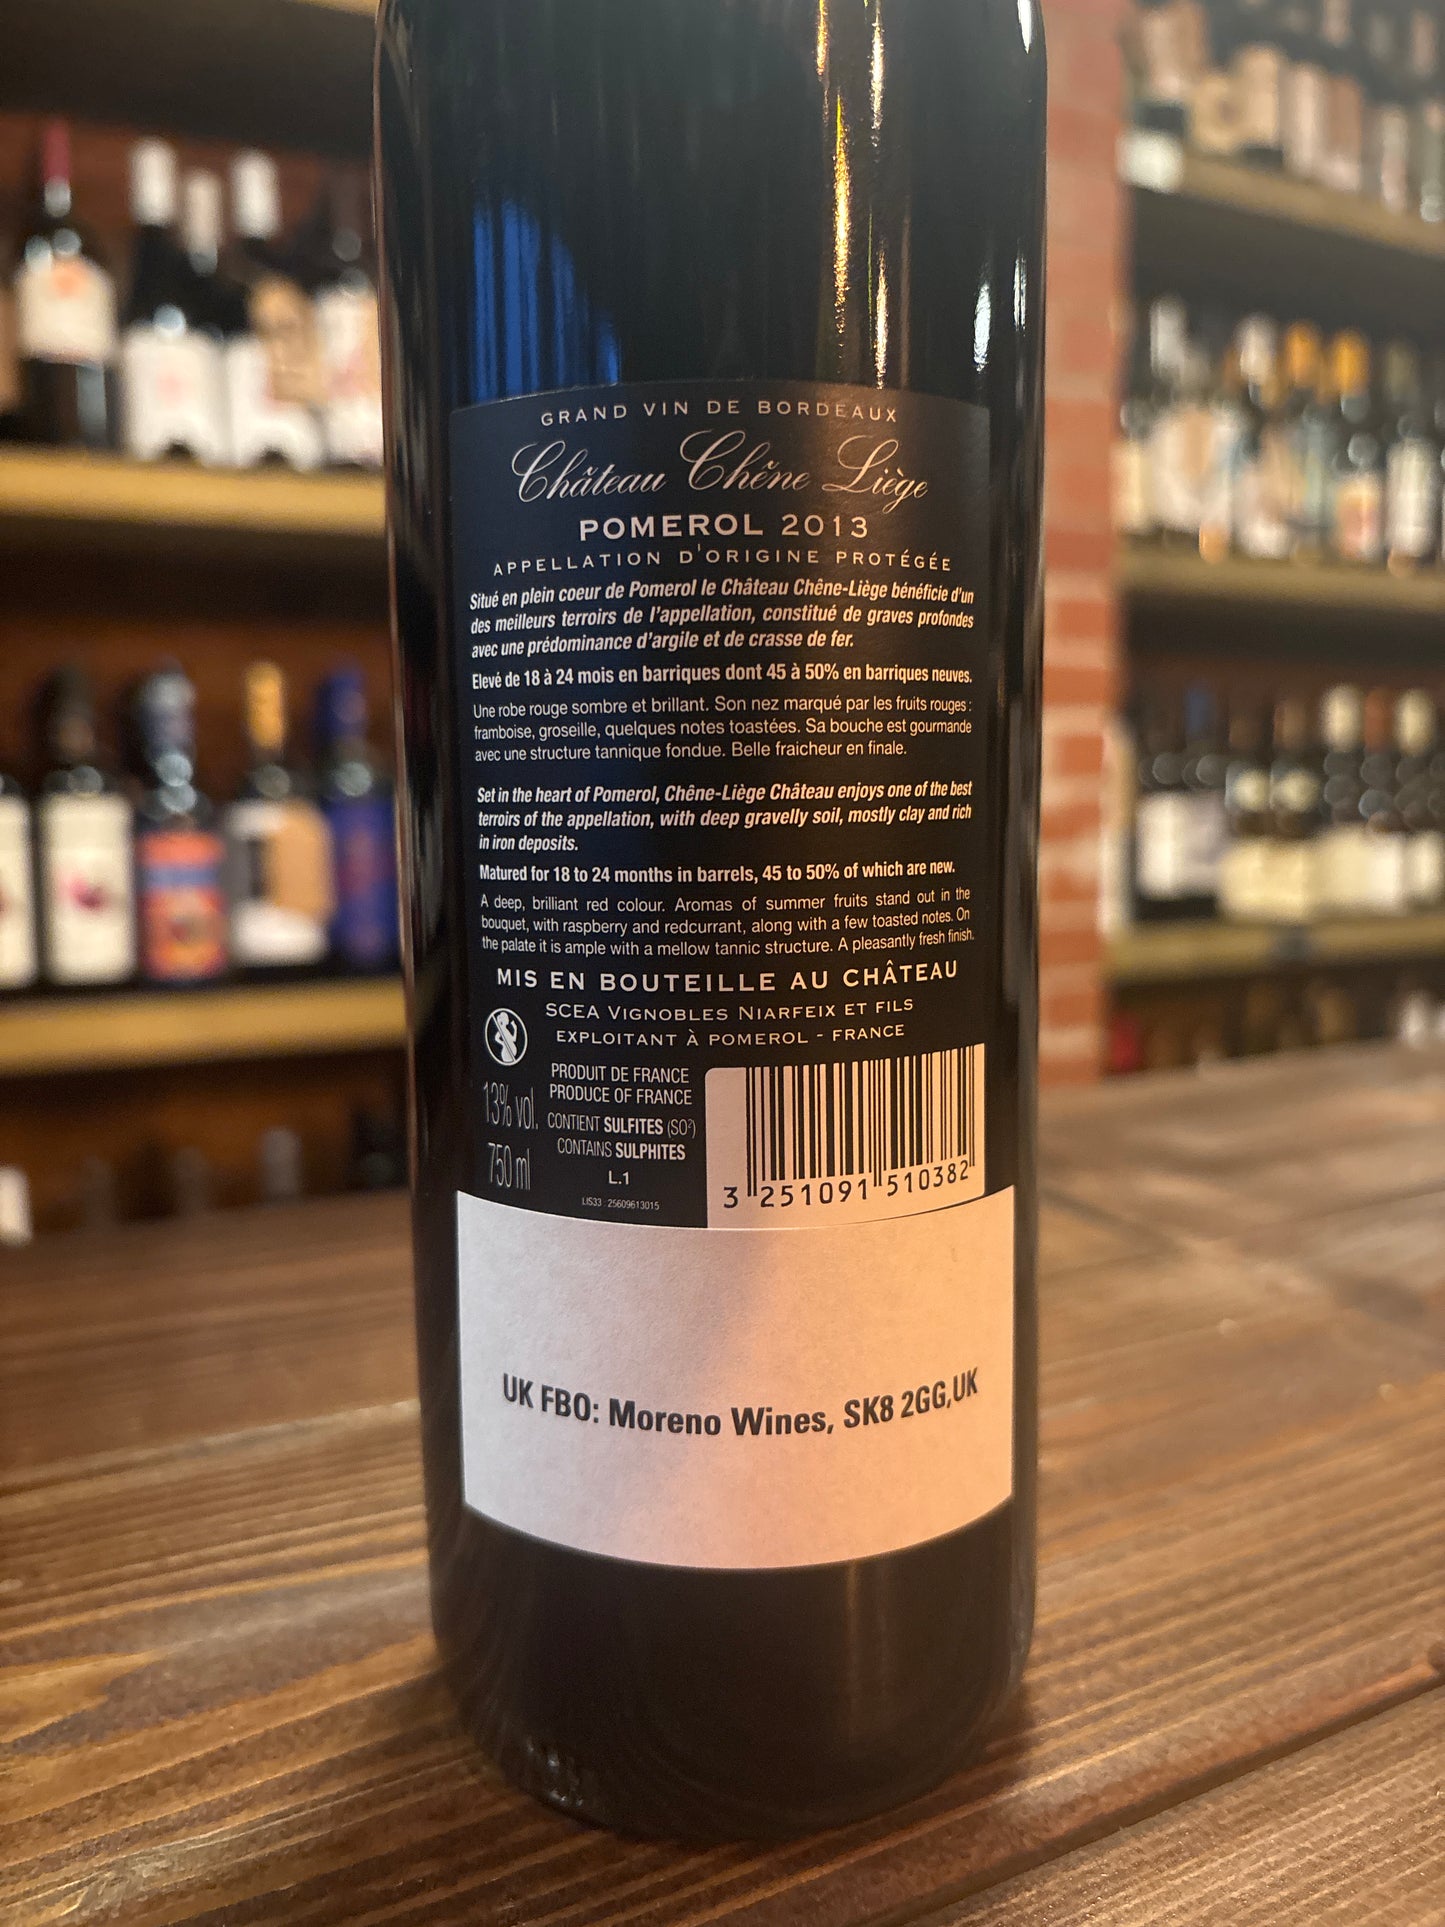 GRAND VIN DE BORDEAUX
Château Chêne Liège
POMEROL 2013
APPELLATION D'ORIGINE PROTÉGÉE
Situé en plein coeur de Pomerol le Château Chêne-Liège bénéficie d'un
des meilleurs terroirs de l'appellation, constitué de graves profondes
avec une prédominance d'argile et de crasse de fer.
Elevé de 18 à 24 mois en barriques dont 45 à 50% en barriques neuves.
Une robe rouge sombre et brillant. Son nez marqué par les fruits rouges :
framboise, groseille, quelques notes toastées. Sa bouche est gourmande
avec une structure tannique fondue. Belle fraicheur en finale.
Set in the heart of Pomerol, Chêne-Liège Château enjoys one of the best
terroirs of the appellation, with deep gravelly soil, mostly clay and rich
in iron deposits.
Matured for 18 to 24 months in barrels, 45 to 50% of which are new.
A deep, brilliant red colour. Aromas of summer fruits stand out in the
bouquet, with raspberry and redcurrant, along with a few toasted notes. On
the palate it is ample with a mellow tannic structure. A pleasantly fresh finish.
MIS EN BOUTEILLE AU CHÂTEAU
SCEA VIGNOBLES NIARFEIX ET FILS
EXPLOITANT À POMEROL - FRANCE
13% vol.
750 ml
PRODUIT DE FRANCE
PRODUCE OF FRANCE
CONTIENT SULFITES (SO²)
CONTAINS SULPHITES
L.1
LIS33 : 25609613015
3 251091 510382
UK FBO: Moreno Wines, SK8 2GG,UK